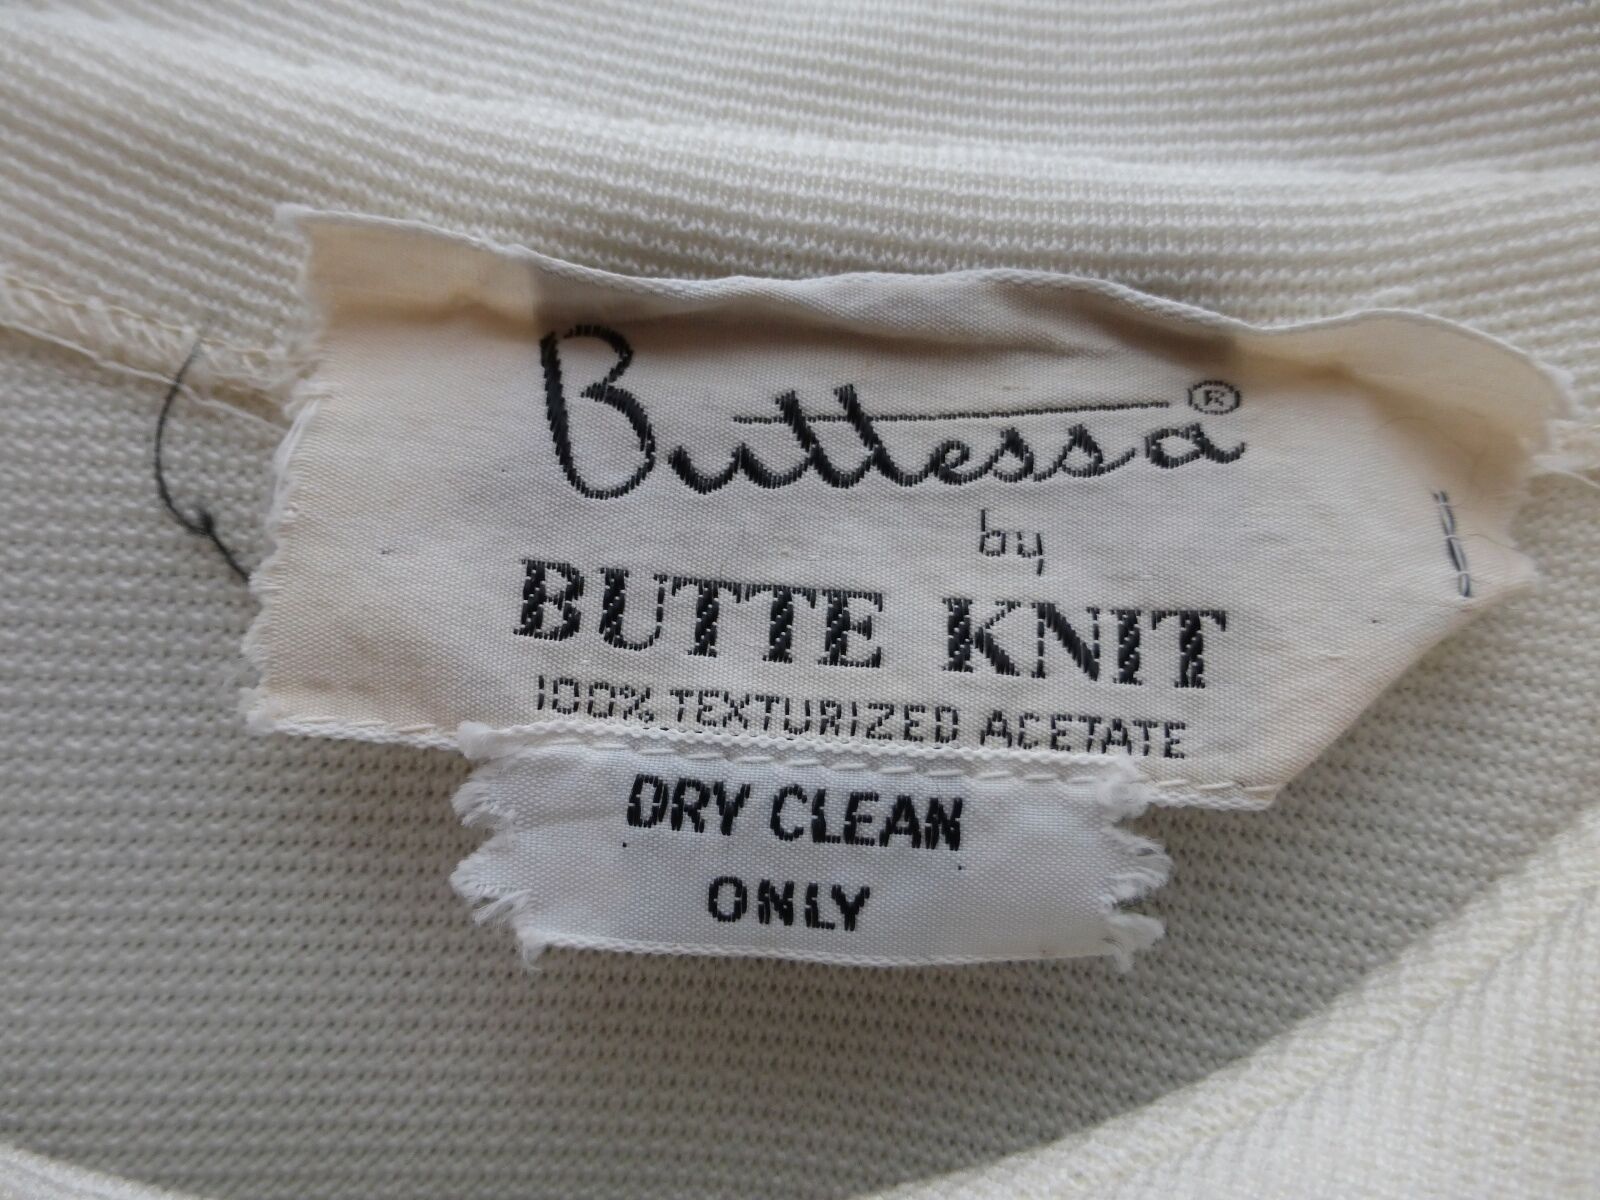 Buttessa®
by
BUTTE KNIT
100% TEXTURIZED ACETATE
DRY CLEAN
ONLY